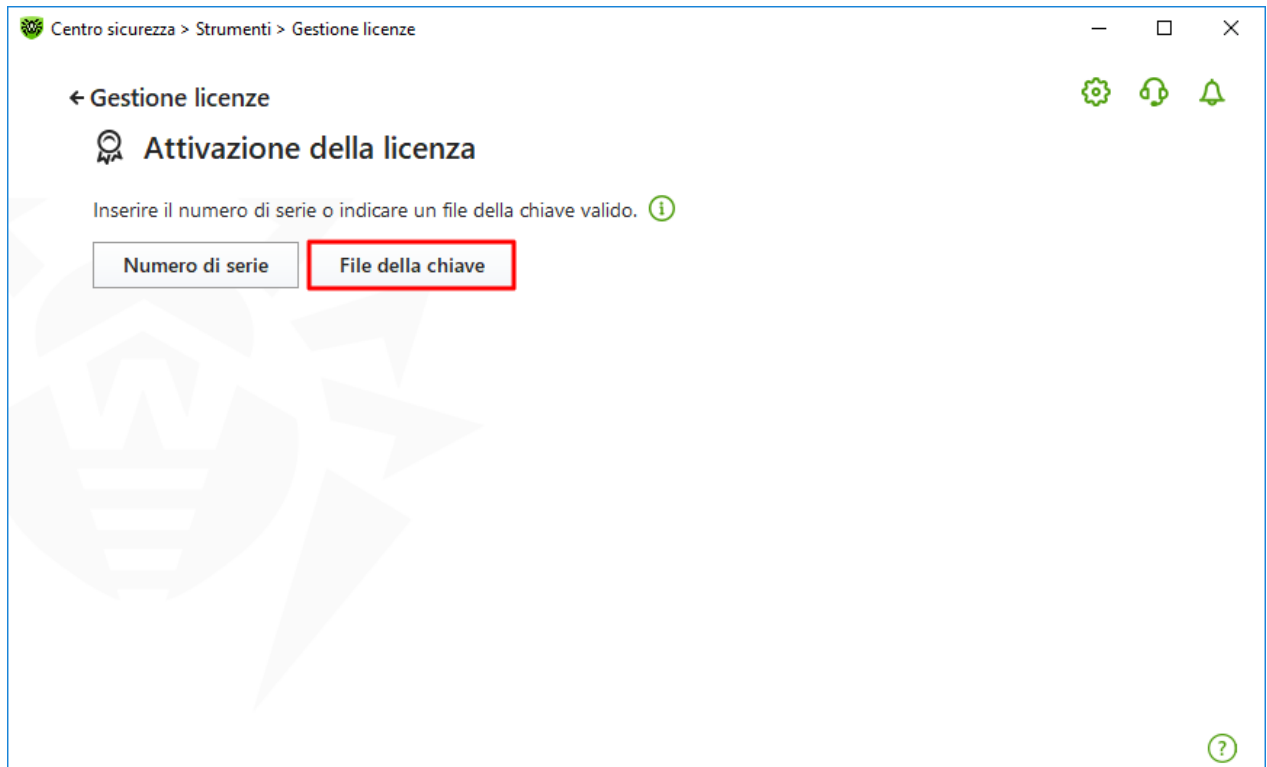 Centro sicurezza > Strumenti > Gestione licenze
Gestione licenze
Attivazione della licenza
Inserire il numero di serie o indicare un file della chiave valido.
Numero di serie File della chiave